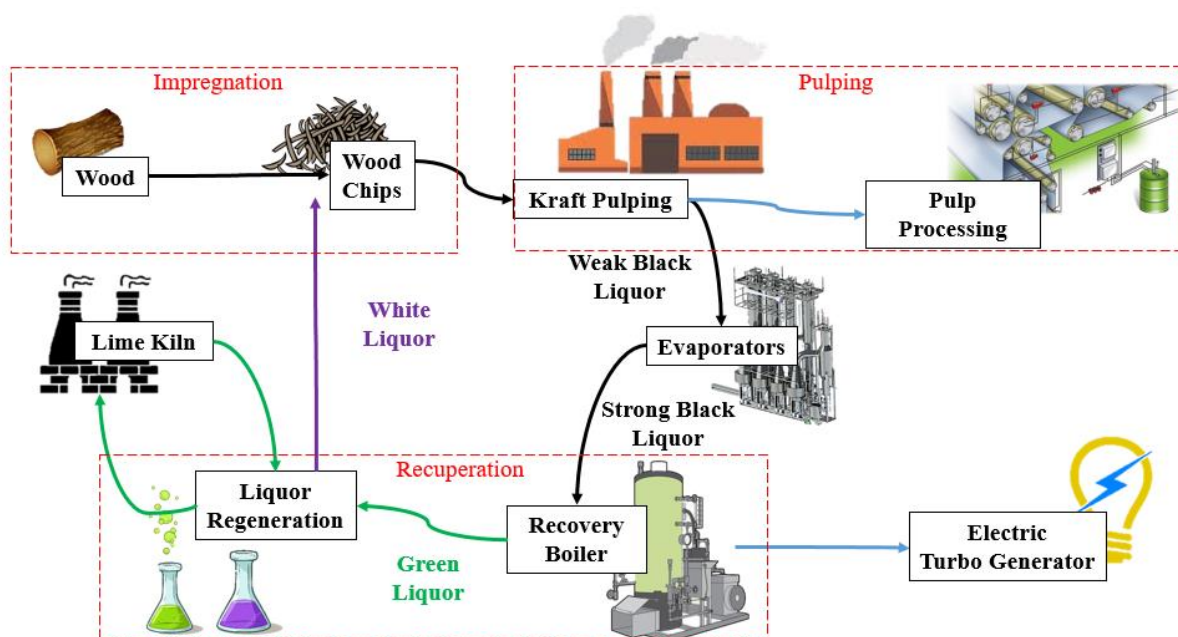 Impregnation
Pulping
Wood
Wood
Chips
Kraft Pulping
Pulp
Processing
Weak Black
Liquor
White
Liquor
Lime Kiln
Evaporators
Strong Black
Liquor
Recuperation
Liquor
Regeneration
Recovery
Boiler
Electric
Turbo Generator
Green
Liquor